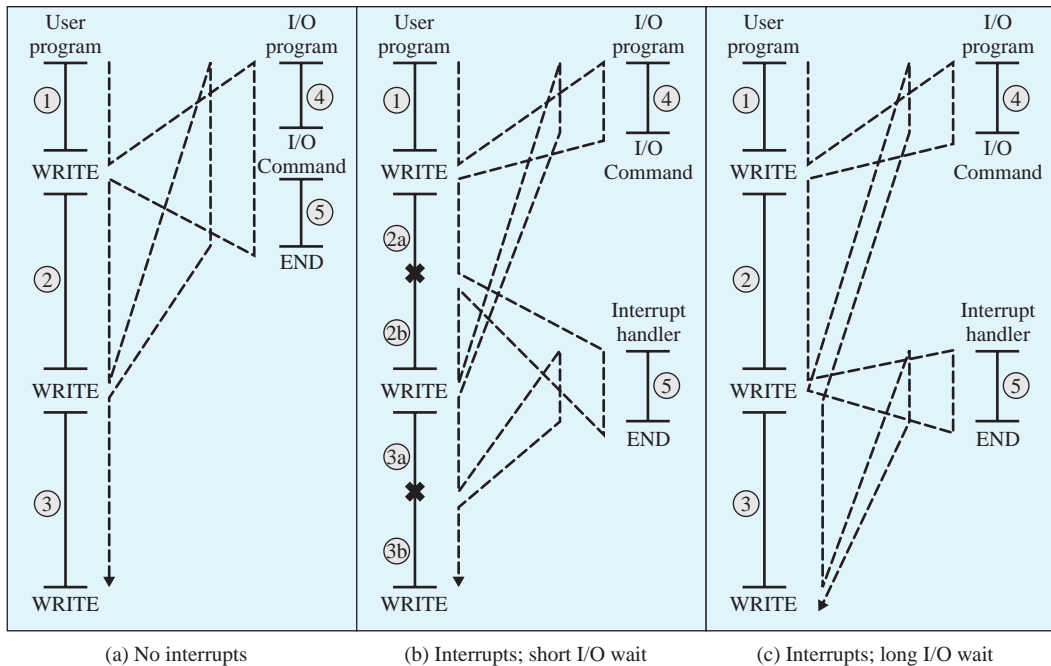 User
program
I/O
program
1
4
I/O
Command
WRITE
5
END
2
WRITE
3
WRITE
(a) No interrupts
User
program
I/O
program
1
4
WRITE
I/O
Command
2a
2b
Interrupt
handler
WRITE
5
END
3a
3b
WRITE
(b) Interrupts; short I/O wait
User
program
I/O
program
1
4
WRITE
I/O
Command
2
Interrupt
handler
WRITE
5
END
3
WRITE
(c) Interrupts; long I/O wait